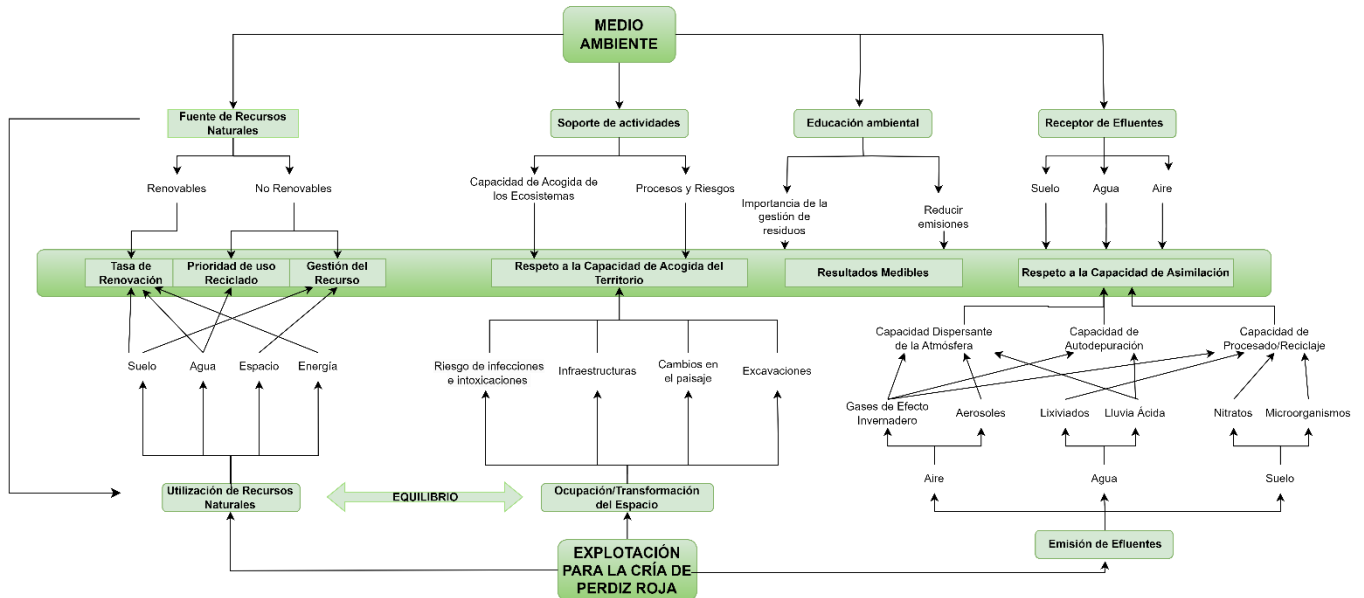 MEDIO
AMBIENTE
Fuente de Recursos
Naturales
Soporte de actividades
Educación ambiental
Receptor de Efluentes
Renovables
No Renovables
Capacidad de Acogida de
los Ecosistemas
Procesos y Riesgos
Importancia de la
gestión de
residuos
Reducir
emisiones
Suelo
Agua
Aire
Tasa de
Renovación
Prioridad de uso
Reciclado
Gestión del
Recurso
Respeto a la Capacidad de Acogida del
Territorio
Resultados Medibles
Respeto a la Capacidad de Asimilación
Suelo
Agua
Espacio
Energía
Riesgo de infecciones
e intoxicaciones
Infraestructuras
Cambios en
el paisaje
Excavaciones
Capacidad Dispersante
de la Atmósfera
Capacidad de
Autodepuración
Capacidad de
Procesado/Reciclaje
Gases de Efecto
Invernadero
Aerosoles
Lixiviados
Lluvia Ácida
Nitratos
Microorganismos
Aire
Agua
Suelo
Utilización de Recursos
Naturales
EQUILIBRIO
Ocupación/Transformación
del Espacio
Emisión de Efluentes
EXPLOTACIÓN
PARA LA CRÍA DE
PERDIZ ROJA